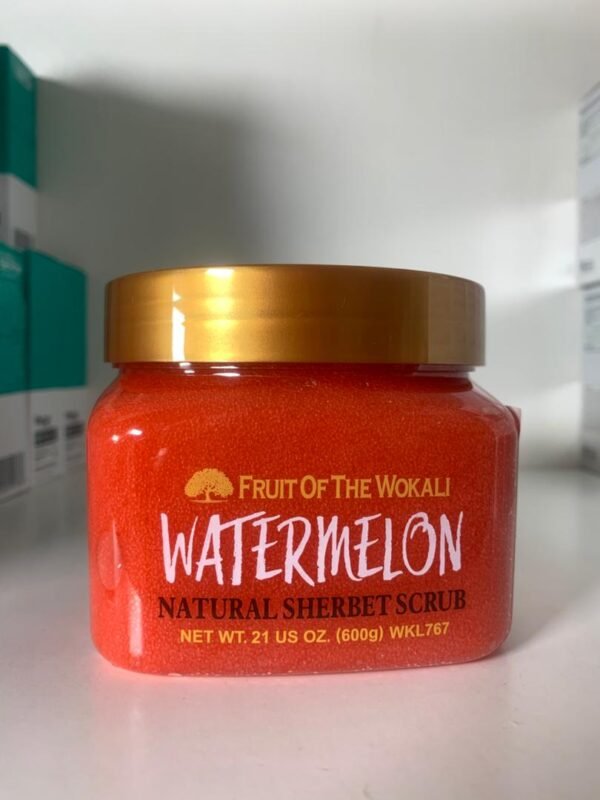 FRUIT OF THE WOKALI
WATERMELON
NATURAL SHERBET SCRUB
NET WT. 21 US OZ. (600g) WKL767